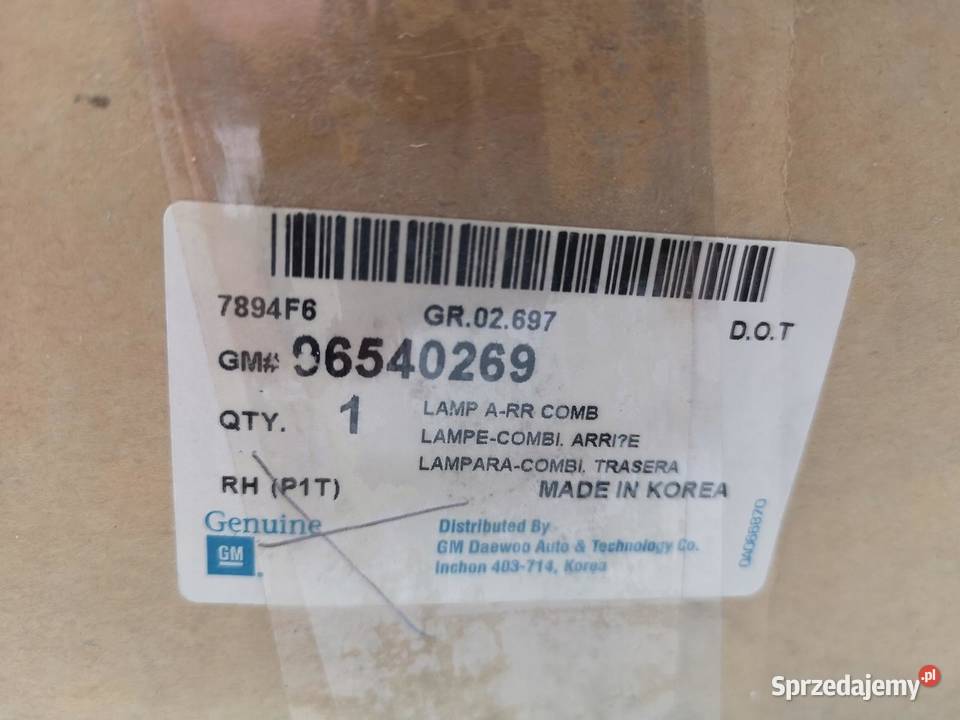 7894F6
GR.02.697
D.O.T
GM# 96540269
QTY. 1
LAMP A-RR COMB
LAMPE-COMBI. ARRI?E
LAMPARA-COMBI. TRASERA
RH (P1T)
MADE IN KOREA
Genuine
GM
Distributed By
GM Daewoo Auto & Technology Co.
Inchon 403-714, Korea
0A066870
Sprzedajemy.pl